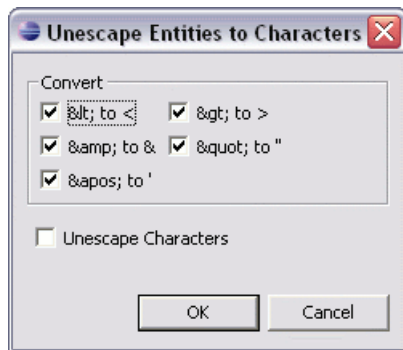 Unescape Entities to Characters
Convert
&lt; to <
&gt; to >
&amp; to &
&quot; to "
&apos; to '
Unescape Characters
OK
Cancel